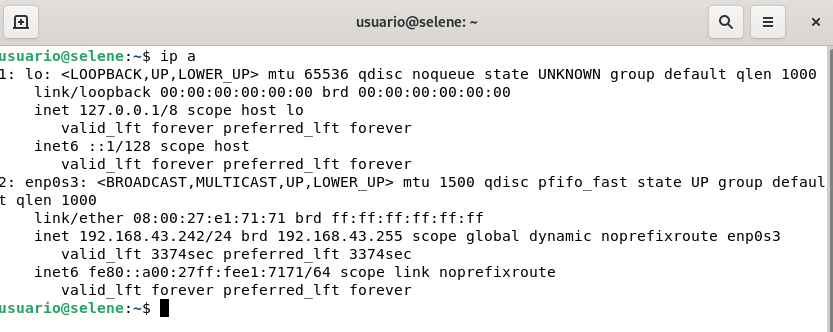 usuario@selene: ~
usuario@selene:~$ ip a
1: lo: <LOOPBACK,UP,LOWER_UP> mtu 65536 qdisc noqueue state UNKNOWN group default qlen 1000
    link/loopback 00:00:00:00:00:00 brd 00:00:00:00:00:00
    inet 127.0.0.1/8 scope host lo
       valid_lft forever preferred_lft forever
    inet6 ::1/128 scope host
       valid_lft forever preferred_lft forever
2: enp0s3: <BROADCAST,MULTICAST,UP,LOWER_UP> mtu 1500 qdisc pfifo_fast state UP group defaul
t qlen 1000
    link/ether 08:00:27:e1:71:71 brd ff:ff:ff:ff:ff:ff
    inet 192.168.43.242/24 brd 192.168.43.255 scope global dynamic noprefixroute enp0s3
       valid_lft 3374sec preferred_lft 3374sec
    inet6 fe80::a00:27ff:fee1:7171/64 scope link noprefixroute
       valid_lft forever preferred_lft forever
usuario@selene:~$